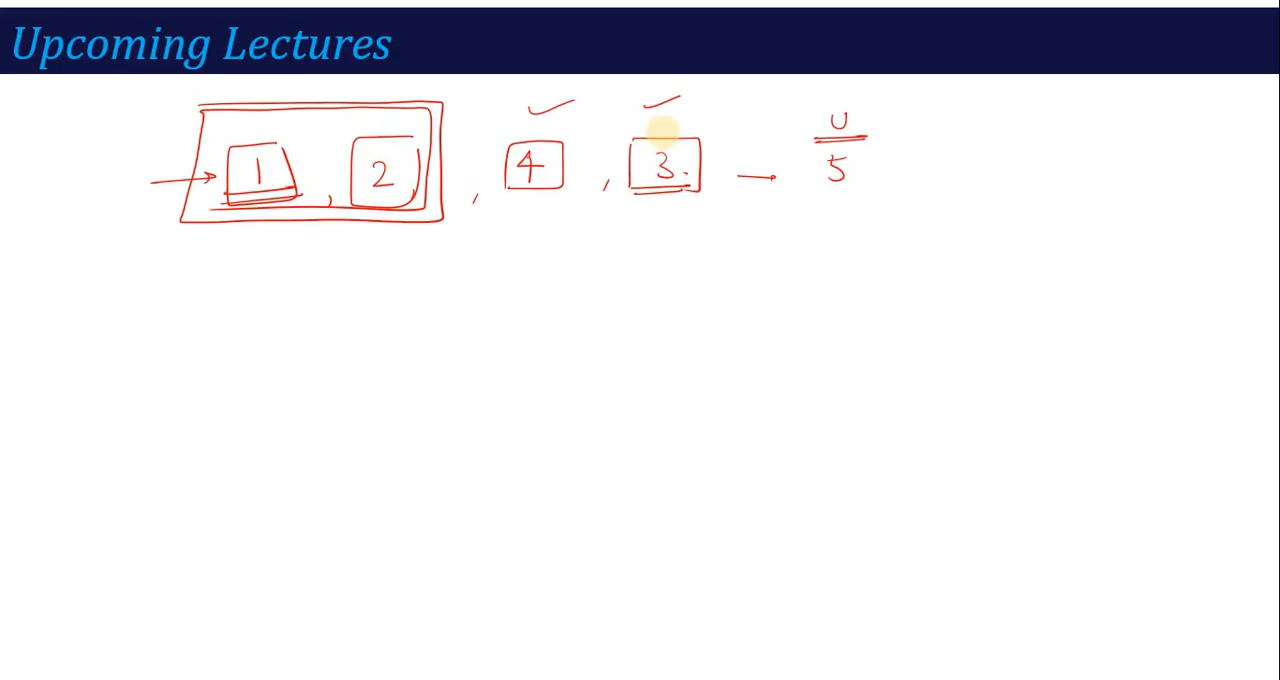 Upcoming Lectures
U
1 , 2 , 4 , 3. → 5